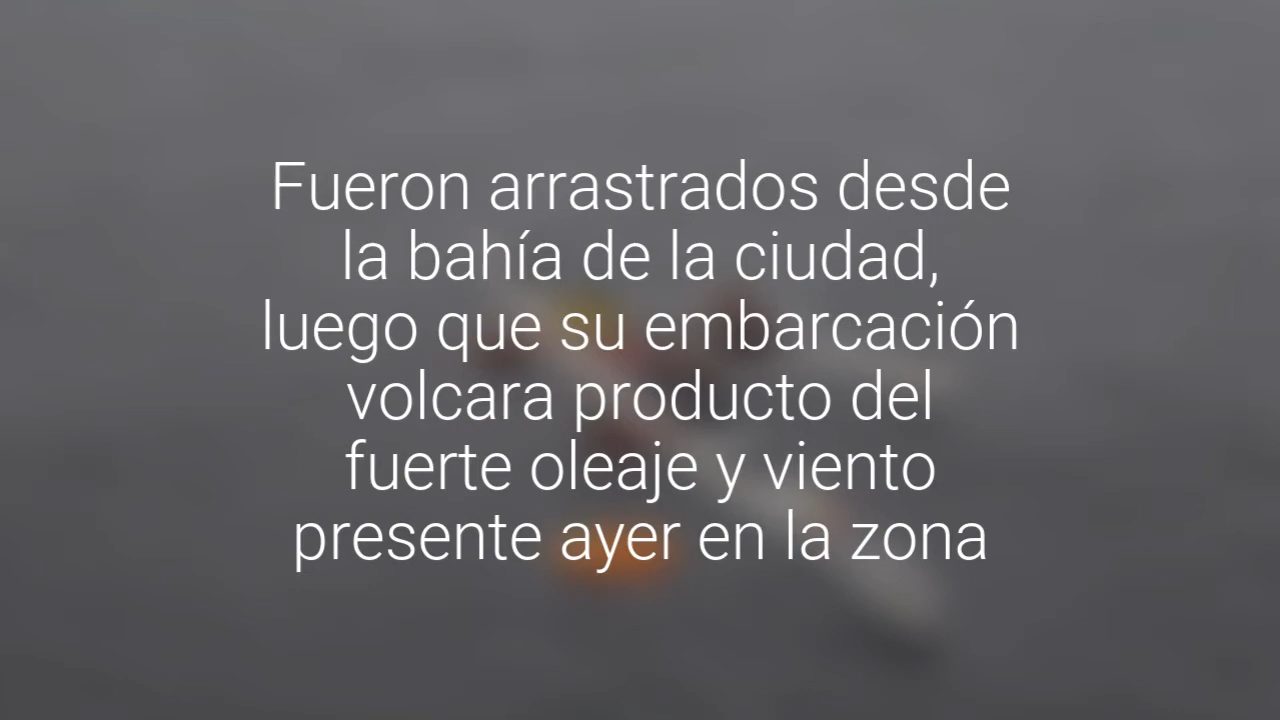 Fueron arrastrados desde
la bahía de la ciudad,
luego que su embarcación
volcara producto del
fuerte oleaje y viento
presente ayer en la zona